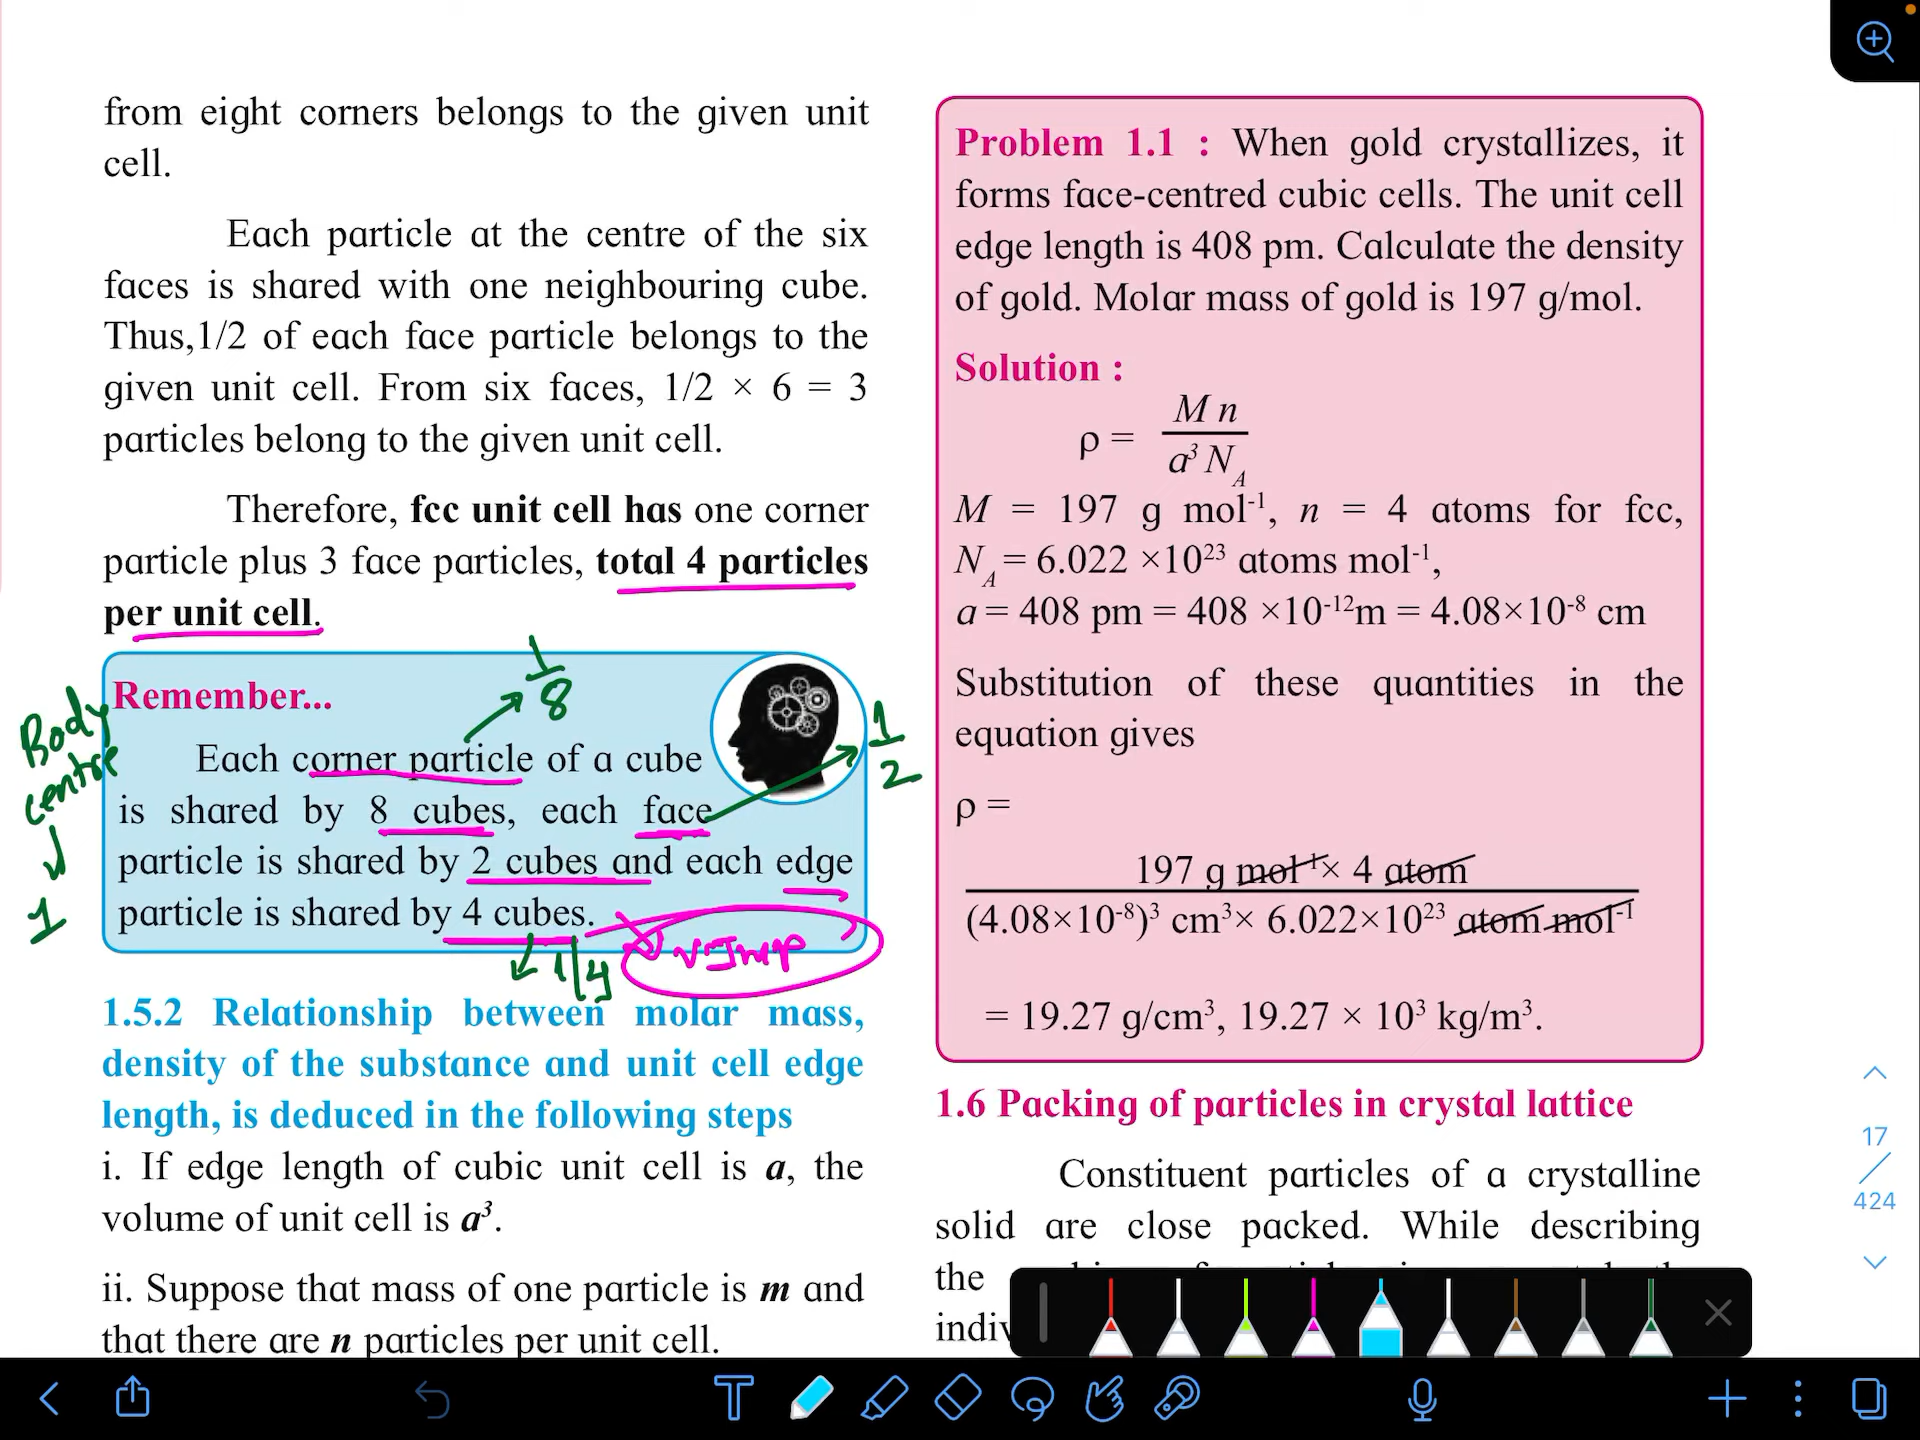 from eight corners belongs to the given unit
cell.
Each particle at the centre of the six
faces is shared with one neighbouring cube.
Thus,1/2 of each face particle belongs to the
given unit cell. From six faces, 1/2 × 6 = 3
particles belong to the given unit cell.
Therefore, fcc unit cell has one corner
particle plus 3 face particles, total 4 particles
per unit cell.
1/8
Body
centre
1
Remember...
1/2
Each corner particle of a cube
is shared by 8 cubes, each face
particle is shared by 2 cubes and each edge
particle is shared by 4 cubes.
1/4
v Imp
1.5.2 Relationship between molar mass,
density of the substance and unit cell edge
length, is deduced in the following steps
i. If edge length of cubic unit cell is a, the
volume of unit cell is a³.
ii. Suppose that mass of one particle is m and
that there are n particles per unit cell.
Problem 1.1 : When gold crystallizes, it
forms face-centred cubic cells. The unit cell
edge length is 408 pm. Calculate the density
of gold. Molar mass of gold is 197 g/mol.
Solution :
ρ = M n / a³ N_A
M = 197 g mol⁻¹, n = 4 atoms for fcc,
N_A = 6.022 ×10²³ atoms mol⁻¹,
a = 408 pm = 408 ×10⁻¹²m = 4.08×10⁻⁸ cm
Substitution of these quantities in the
equation gives
ρ =
197 g mol⁻¹× 4 atom
(4.08×10⁻⁸)³ cm³× 6.022×10²³ atom mol⁻¹
= 19.27 g/cm³, 19.27 × 10³ kg/m³.
1.6 Packing of particles in crystal lattice
Constituent particles of a crystalline
solid are close packed. While describing
the
17
/
424
T